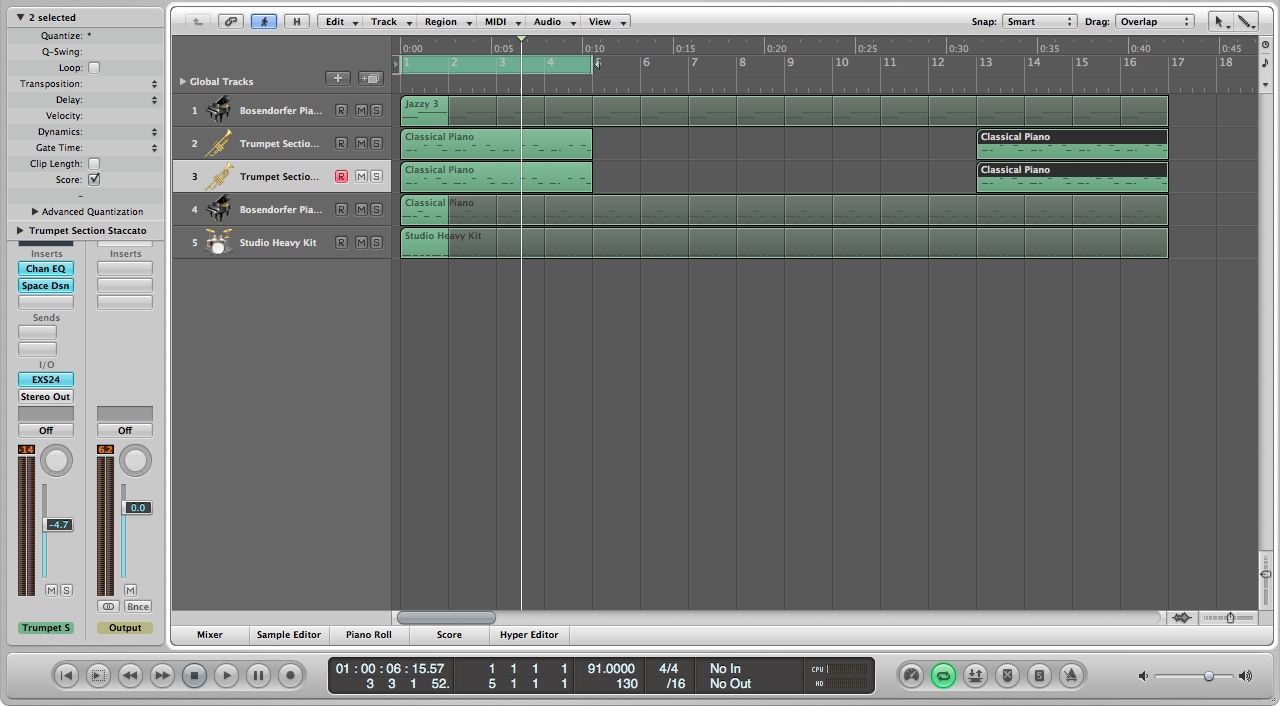 2 selected
Quantize: *
Q-Swing:
Loop:
Transposition:
Delay:
Velocity:
Dynamics:
Gate Time:
Clip Length:
Score:
–
Advanced Quantization
Trumpet Section Staccato
Inserts Inserts
Chan EQ
Space Dsn
Sends
I/O
EXS24
Stereo Out
Off Off
-14 6.2
0.0
-4.7
M S M
Bnce
Trumpet S Output
H Edit Track Region MIDI Audio View Snap: Smart Drag: Overlap
0:00 0:05 0:10 0:15 0:20 0:25 0:30 0:35 0:40 0:45
1 2 3 4 5 6 7 8 9 10 11 12 13 14 15 16 17 18
Global Tracks
1 Bosendorfer Pia... R M S Jazzy 3
2 Trumpet Sectio... R M S Classical Piano Classical Piano
3 Trumpet Sectio... R M S Classical Piano Classical Piano
4 Bosendorfer Pia... R M S Classical Piano
5 Studio Heavy Kit R M S Studio Heavy Kit
Mixer Sample Editor Piano Roll Score Hyper Editor
01 : 00 : 06 : 15.57 1 1 1 1 91.0000 4/4 No In CPU
3 3 1 52. 5 1 1 1 130 /16 No Out HD
S